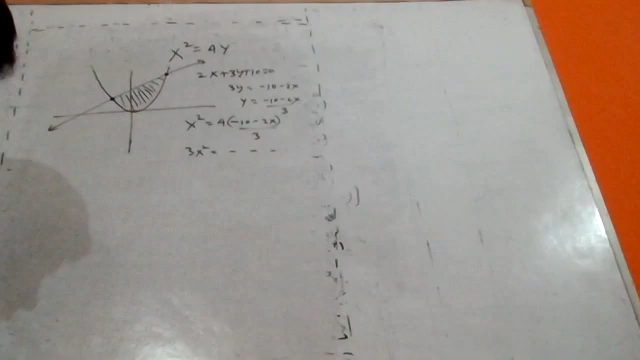 x² = 4y
2x+3y+10=0
3y = -10-2x
y = -10-2x/3
x² = 4(-10-2x)/3
3x² = - - - -